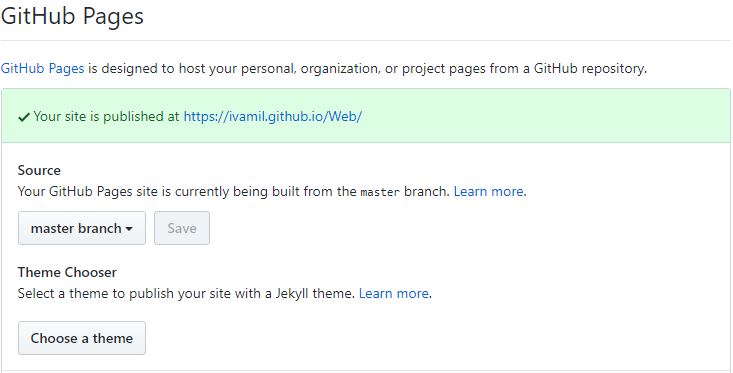 GitHub Pages
GitHub Pages is designed to host your personal, organization, or project pages from a GitHub repository.
Your site is published at https://ivamil.github.io/Web/
Source
Your GitHub Pages site is currently being built from the master branch. Learn more.
master branch Save
Theme Chooser
Select a theme to publish your site with a Jekyll theme. Learn more.
Choose a theme